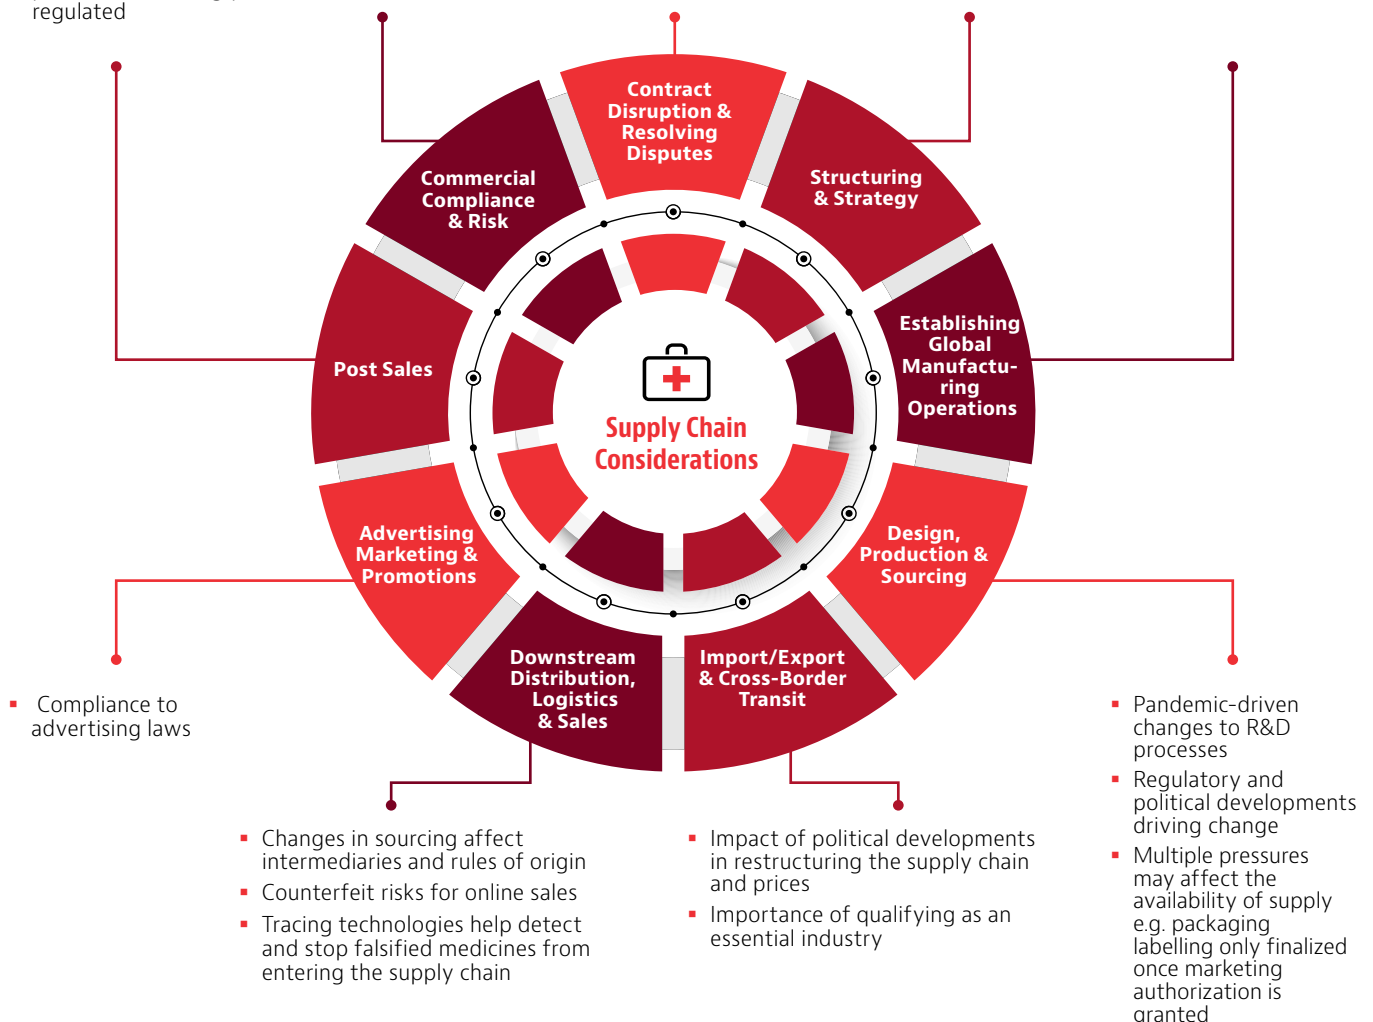 regulated
Contract
Disruption &
Resolving
Disputes
Commercial
Compliance
& Risk
Structuring
& Strategy
Establishing
Global
Manufactu-
ring
Operations
Post Sales
Supply Chain
Considerations
Advertising
Marketing &
Promotions
Design,
Production &
Sourcing
Downstream
Distribution,
Logistics
& Sales
Import/Export
& Cross-Border
Transit
▪ Compliance to
advertising laws
▪ Changes in sourcing affect
intermediaries and rules of origin
▪ Counterfeit risks for online sales
▪ Tracing technologies help detect
and stop falsified medicines from
entering the supply chain
▪ Impact of political developments
in restructuring the supply chain
and prices
▪ Importance of qualifying as an
essential industry
▪ Pandemic-driven
changes to R&D
processes
▪ Regulatory and
political developments
driving change
▪ Multiple pressures
may affect the
availability of supply
e.g. packaging
labelling only finalized
once marketing
authorization is
granted